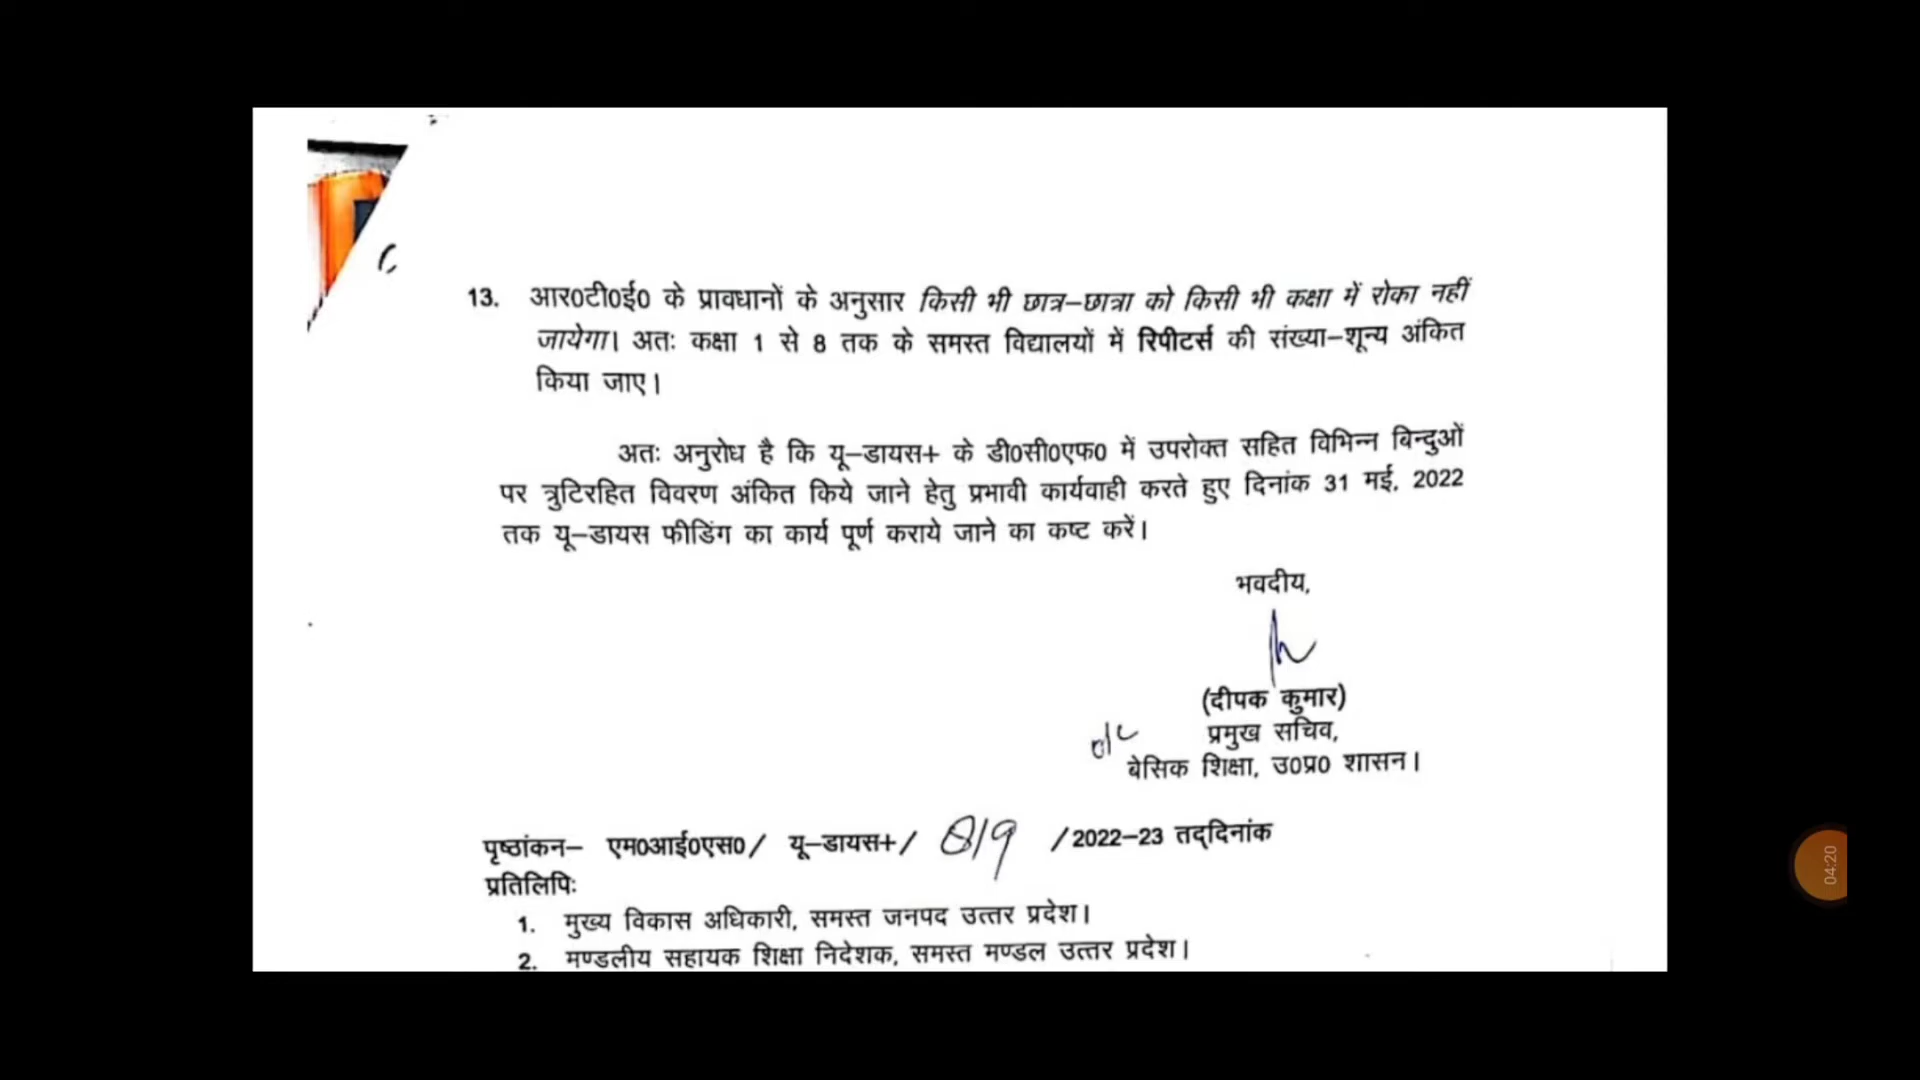 13. आर0टी0ई0 के प्रावधानों के अनुसार किसी भी छात्र–छात्रा को किसी भी कक्षा में रोका नहीं
जायेगा। अतः कक्षा 1 से 8 तक के समस्त विद्यालयों में रिपीटर्स की संख्या–शून्य अंकित
किया जाए।
अतः अनुरोध है कि यू–डायस+ के डी0सी0एफ0 में उपरोक्त सहित विभिन्न बिन्दुओं
पर त्रुटिरहित विवरण अंकित किये जाने हेतु प्रभावी कार्यवाही करते हुए दिनांक 31 मई, 2022
तक यू–डायस फीडिंग का कार्य पूर्ण कराये जाने का कष्ट करें।
भवदीय,
(दीपक कुमार)
प्रमुख सचिव,
बेसिक शिक्षा, उ0प्र0 शासन।
पृष्ठांकन– एम0आई0एस0/ यू–डायस+/ 819 /2022–23 तद्दिनांक
प्रतिलिपिः
1. मुख्य विकास अधिकारी, समस्त जनपद उत्तर प्रदेश।
2. मण्डलीय सहायक शिक्षा निदेशक, समस्त मण्डल उत्तर प्रदेश।
04:20